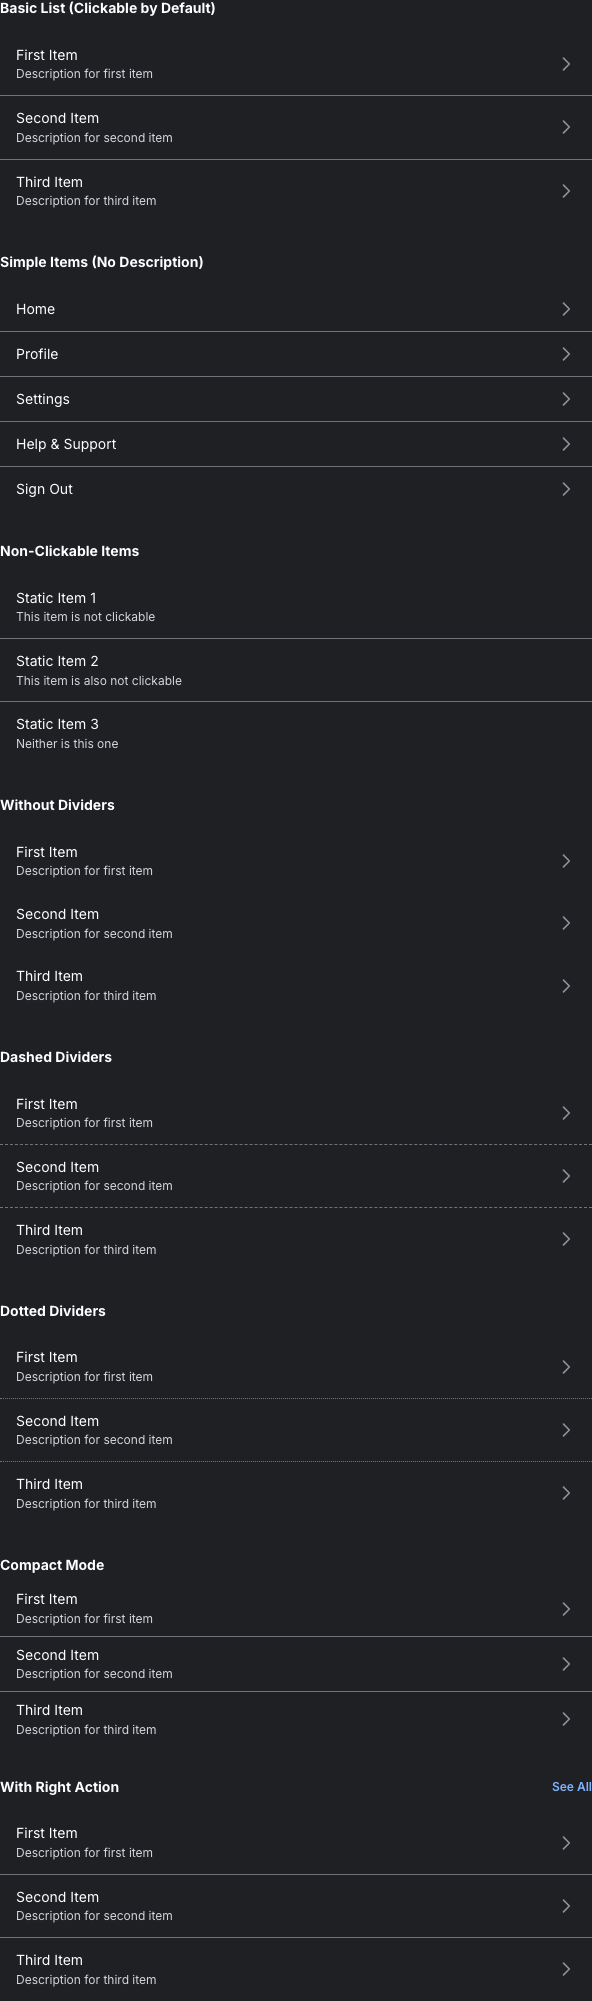 Basic List (Clickable by Default)
First Item
Description for first item
Second Item
Description for second item
Third Item
Description for third item
Simple Items (No Description)
Home
Profile
Settings
Help & Support
Sign Out
Non-Clickable Items
Static Item 1
This item is not clickable
Static Item 2
This item is also not clickable
Static Item 3
Neither is this one
Without Dividers
First Item
Description for first item
Second Item
Description for second item
Third Item
Description for third item
Dashed Dividers
First Item
Description for first item
Second Item
Description for second item
Third Item
Description for third item
Dotted Dividers
First Item
Description for first item
Second Item
Description for second item
Third Item
Description for third item
Compact Mode
First Item
Description for first item
Second Item
Description for second item
Third Item
Description for third item
With Right Action See All
First Item
Description for first item
Second Item
Description for second item
Third Item
Description for third item